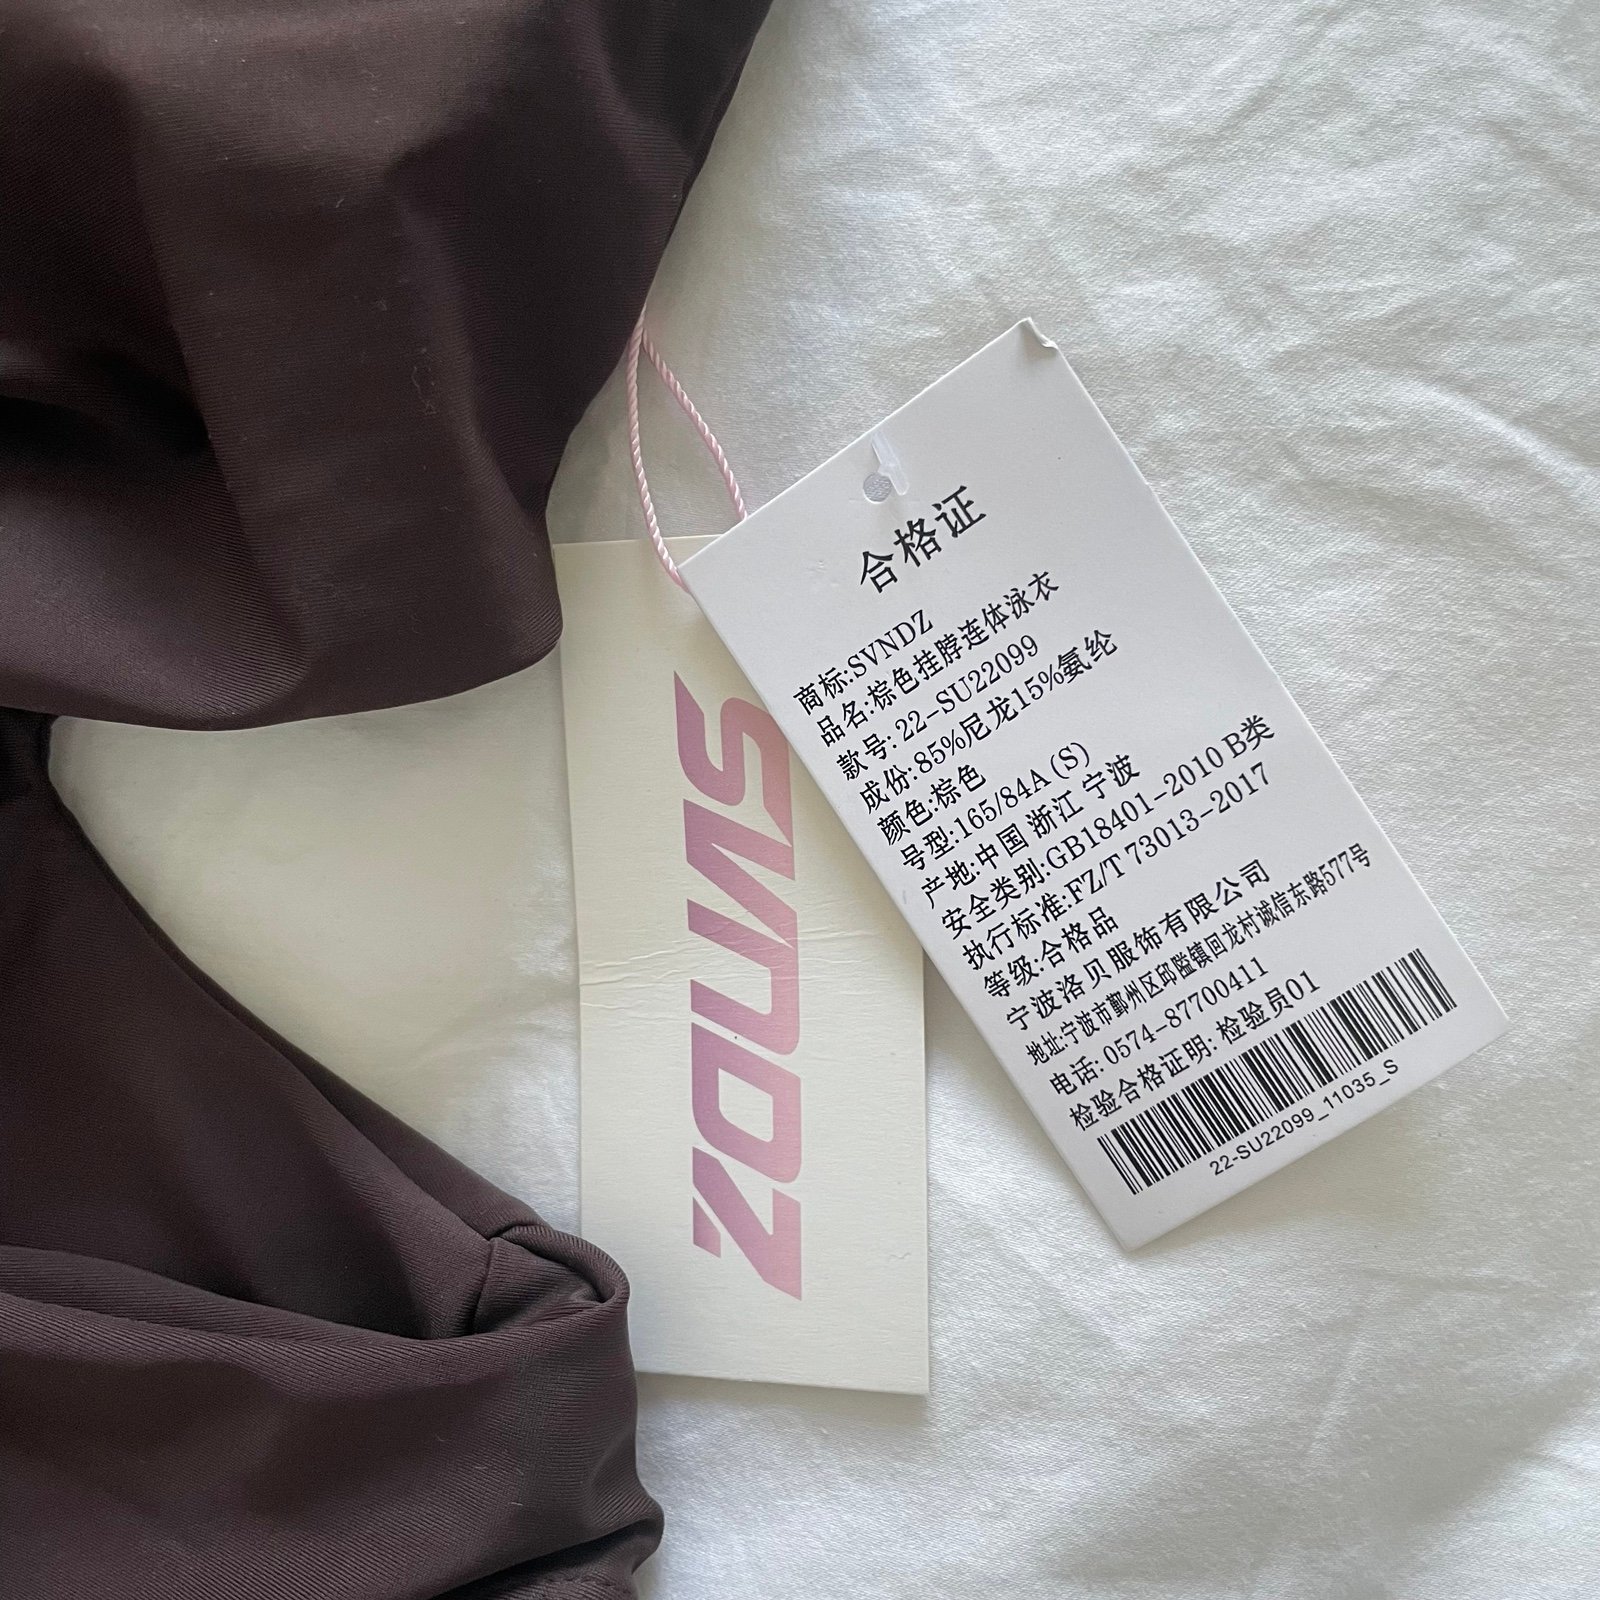 SVNDZ
合格证
商标:SVNDZ
品名:棕色挂脖连体泳衣
款号: 22-SU22099
成份:85%尼龙15%氨纶
颜色:棕色
号型:165/84A (S)
产地:中国 浙江 宁波
安全类别:GB18401-2010 B类
执行标准:FZ/T 73013-2017
等级:合格品
宁波洛贝服饰有限公司
地址:宁波市鄞州区邱隘镇回龙村诚信东路577号
电话: 0574-87700411
检验合格证明: 检验员01
22-SU22099_11035_S